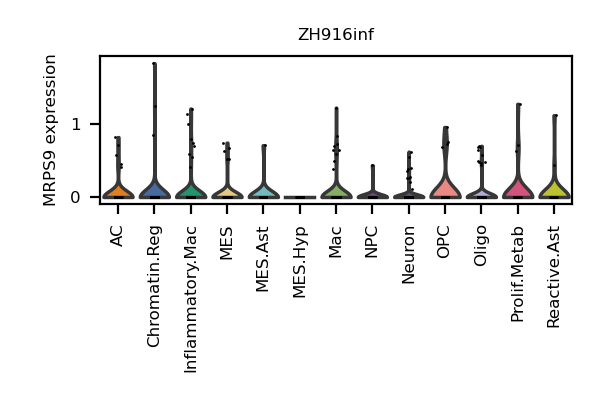 ZH916inf
MRPS9 expression
1
0
AC
Chromatin.Reg
Inflammatory.Mac
MES
MES.Ast
MES.Hyp
Mac
NPC
Neuron
OPC
Oligo
Prolif.Metab
Reactive.Ast